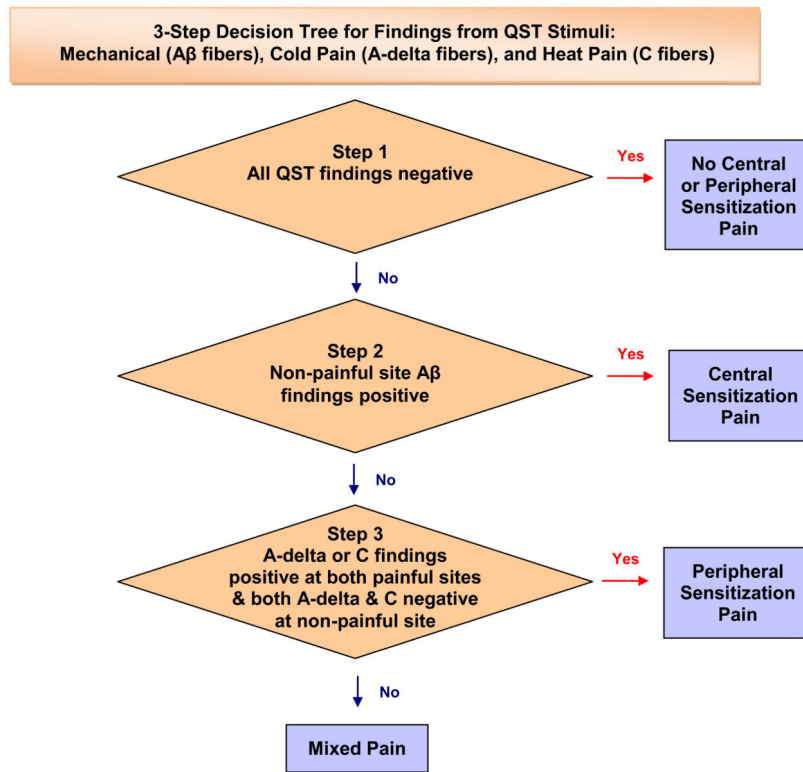 3-Step Decision Tree for Findings from QST Stimuli:
Mechanical (Aβ fibers), Cold Pain (A-delta fibers), and Heat Pain (C fibers)
Step 1
All QST findings negative
Yes
No Central
or Peripheral
Sensitization
Pain
No
Step 2
Non-painful site Aβ
findings positive
Yes
Central
Sensitization
Pain
No
Step 3
A-delta or C findings
positive at both painful sites
& both A-delta & C negative
at non-painful site
Yes
Peripheral
Sensitization
Pain
No
Mixed Pain